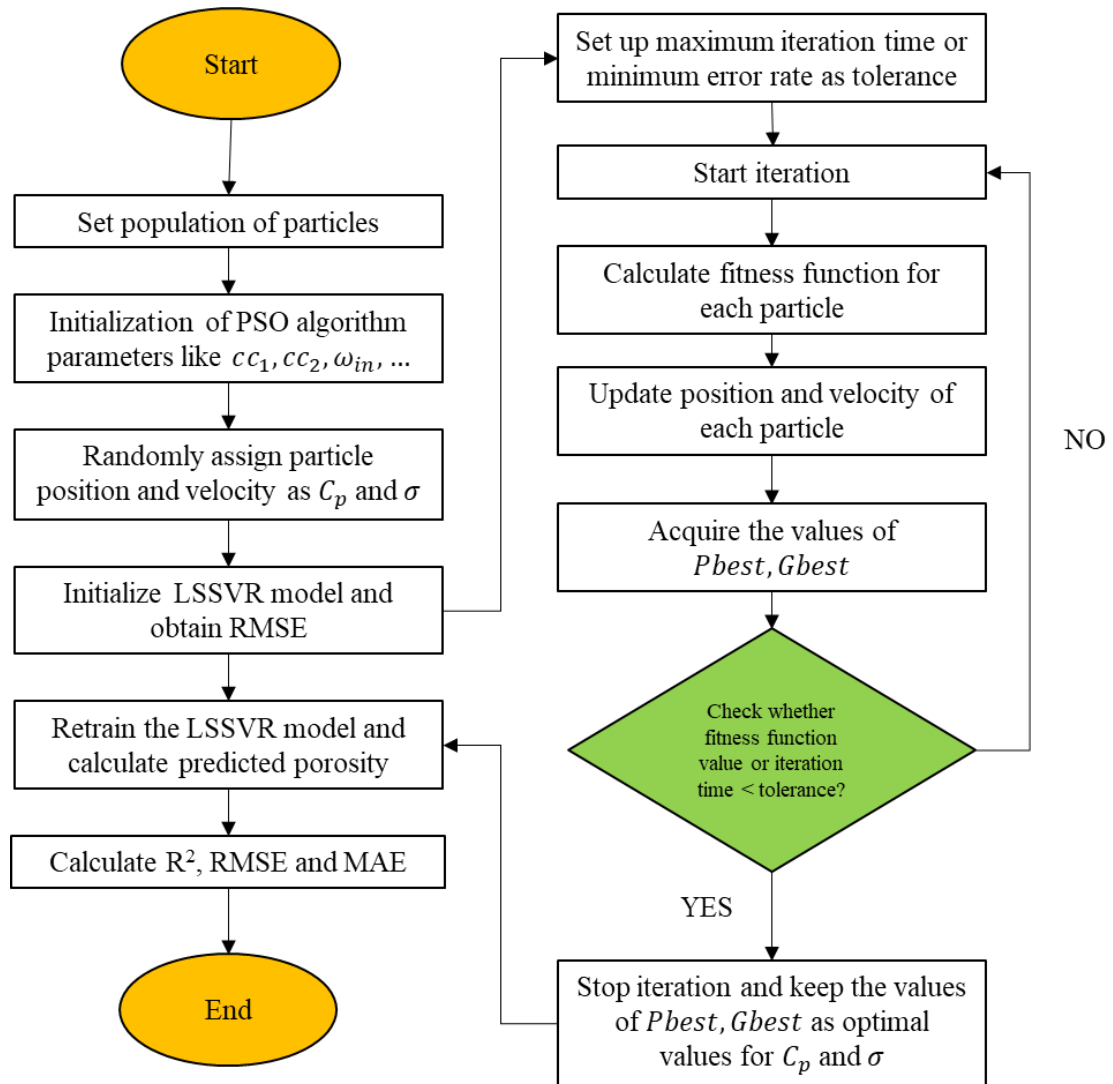 Start
Set population of particles
Initialization of PSO algorithm
parameters like cc₁, cc₂, ω_in, …
Randomly assign particle
position and velocity as C_p and σ
Initialize LSSVR model and
obtain RMSE
Retrain the LSSVR model and
calculate predicted porosity
Calculate R², RMSE and MAE
End
Set up maximum iteration time or
minimum error rate as tolerance
Start iteration
Calculate fitness function for
each particle
Update position and velocity of
each particle
NO
Acquire the values of
Pbest, Gbest
Check whether
fitness function
value or iteration
time < tolerance?
YES
Stop iteration and keep the values
of Pbest, Gbest as optimal
values for C_p and σ